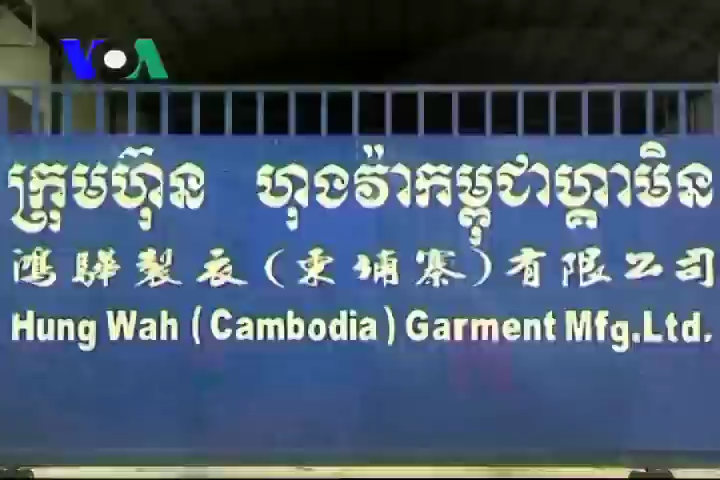 VOA
ក្រុមហ៊ុន ហុងវ៉ាកម្ពុជាហ្គាមិន
鴻驊製衣(柬埔寨)有限公司
Hung Wah (Cambodia) Garment Mfg.Ltd.